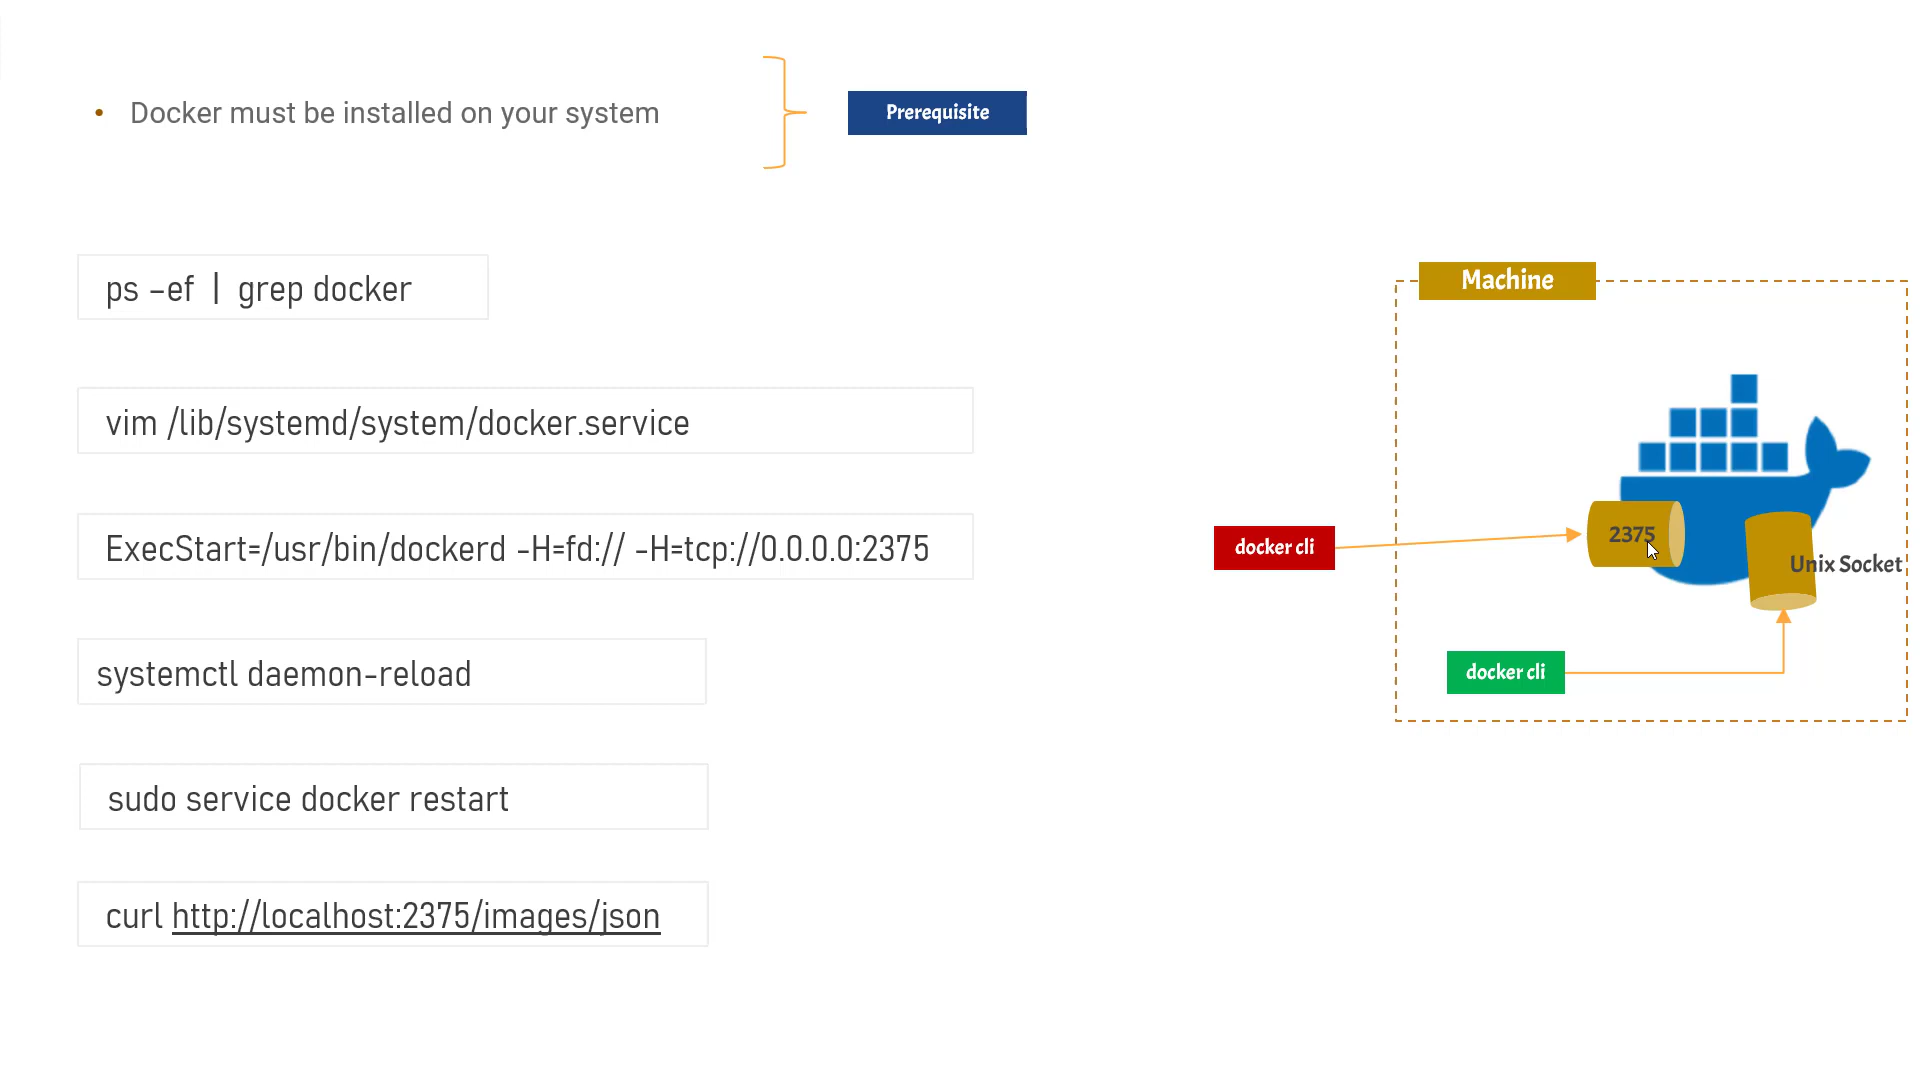 • Docker must be installed on your system
Prerequisite
ps –ef | grep docker
vim /lib/systemd/system/docker.service
ExecStart=/usr/bin/dockerd -H=fd:// -H=tcp://0.0.0.0:2375
systemctl daemon-reload
sudo service docker restart
curl http://localhost:2375/images/json
Machine
2375
docker cli
Unix Socket
docker cli